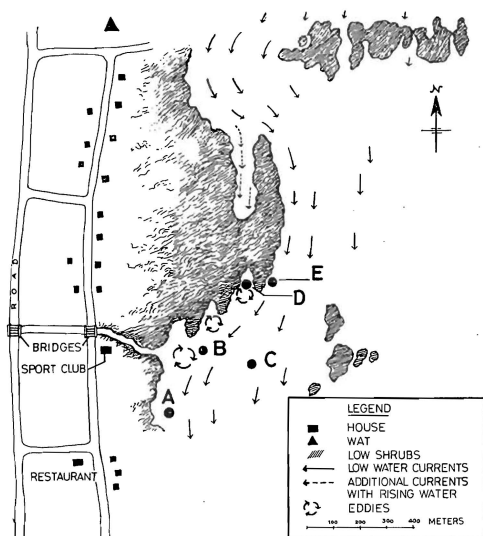 N
E
D
ROAD
BRIDGES
B
SPORT CLUB
C
A
RESTAURANT
LEGEND
HOUSE
WAT
LOW SHRUBS
LOW WATER CURRENTS
ADDITIONAL CURRENTS
WITH RISING WATER
EDDIES
100 200 300 400 METERS